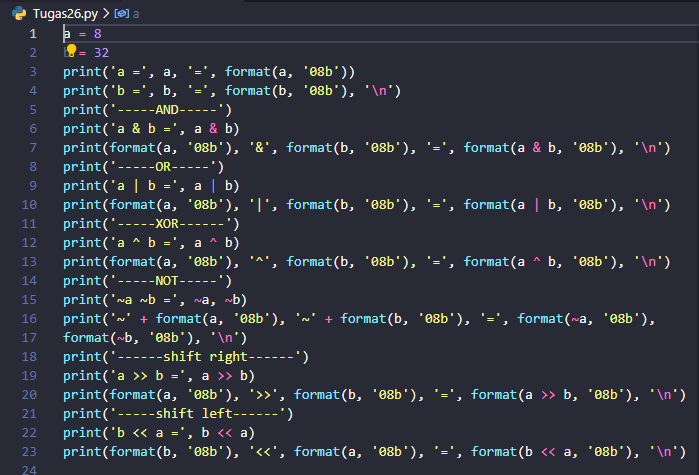 Tugas26.py > a
1 a = 8
2 = 32
3 print('a =', a, '=', format(a, '08b'))
4 print('b =', b, '=', format(b, '08b'), '\n')
5 print('-----AND-----')
6 print('a & b =', a & b)
7 print(format(a, '08b'), '&', format(b, '08b'), '=', format(a & b, '08b'), '\n')
8 print('-----OR-----')
9 print('a | b =', a | b)
10 print(format(a, '08b'), '|', format(b, '08b'), '=', format(a | b, '08b'), '\n')
11 print('-----XOR------')
12 print('a ^ b =', a ^ b)
13 print(format(a, '08b'), '^', format(b, '08b'), '=', format(a ^ b, '08b'), '\n')
14 print('-----NOT-----')
15 print('~a ~b =', ~a, ~b)
16 print('~' + format(a, '08b'), '~' + format(b, '08b'), '=', format(~a, '08b'),
17 format(~b, '08b'), '\n')
18 print('------shift right------')
19 print('a >> b =', a >> b)
20 print(format(a, '08b'), '>>', format(b, '08b'), '=', format(a >> b, '08b'), '\n')
21 print('-----shift left------')
22 print('b << a =', b << a)
23 print(format(b, '08b'), '<<', format(a, '08b'), '=', format(b << a, '08b'), '\n')
24